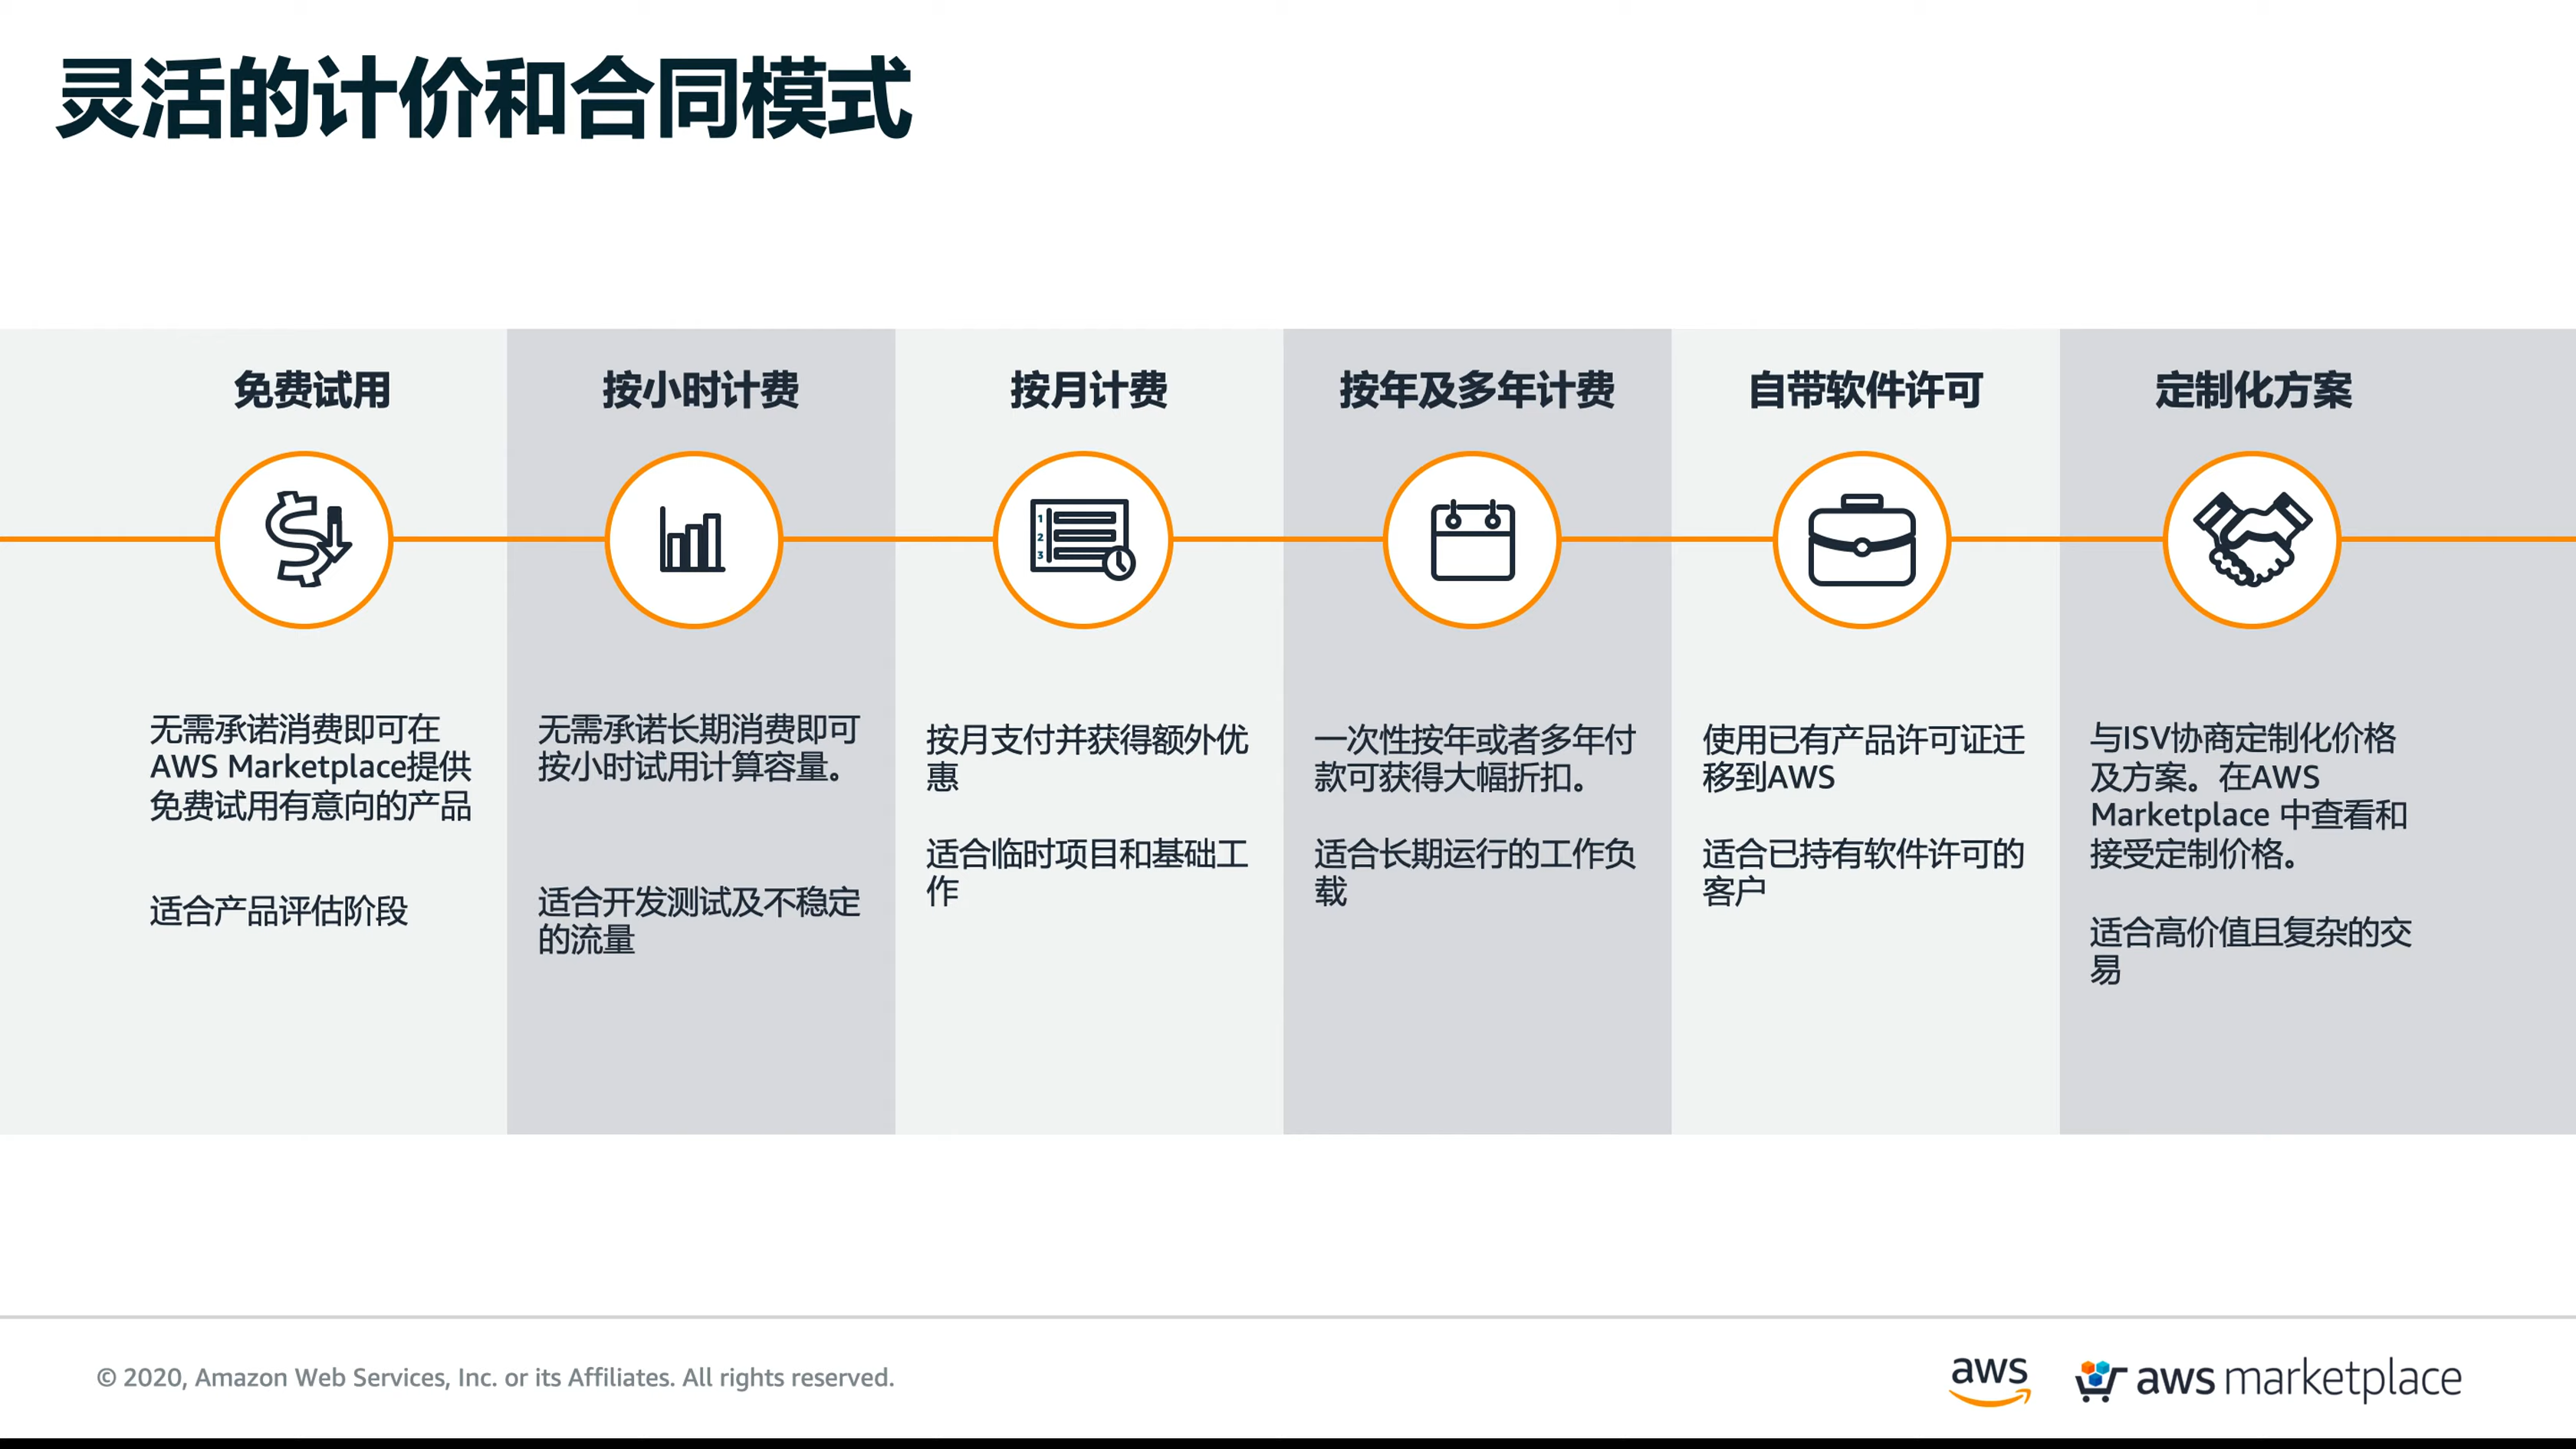 灵活的计价和合同模式
免费试用
无需承诺消费即可在
AWS Marketplace提供
免费试用有意向的产品
适合产品评估阶段
按小时计费
无需承诺长期消费即可
按小时试用计算容量。
适合开发测试及不稳定
的流量
按月计费
1
2
3
按月支付并获得额外优
惠
适合临时项目和基础工
作
按年及多年计费
一次性按年或者多年付
款可获得大幅折扣。
适合长期运行的工作负
载
自带软件许可
使用已有产品许可证迁
移到AWS
适合已持有软件许可的
客户
定制化方案
与ISV协商定制化价格
及方案。在AWS
Marketplace 中查看和
接受定制价格。
适合高价值且复杂的交
易
© 2020, Amazon Web Services, Inc. or its Affiliates. All rights reserved.
aws
aws marketplace